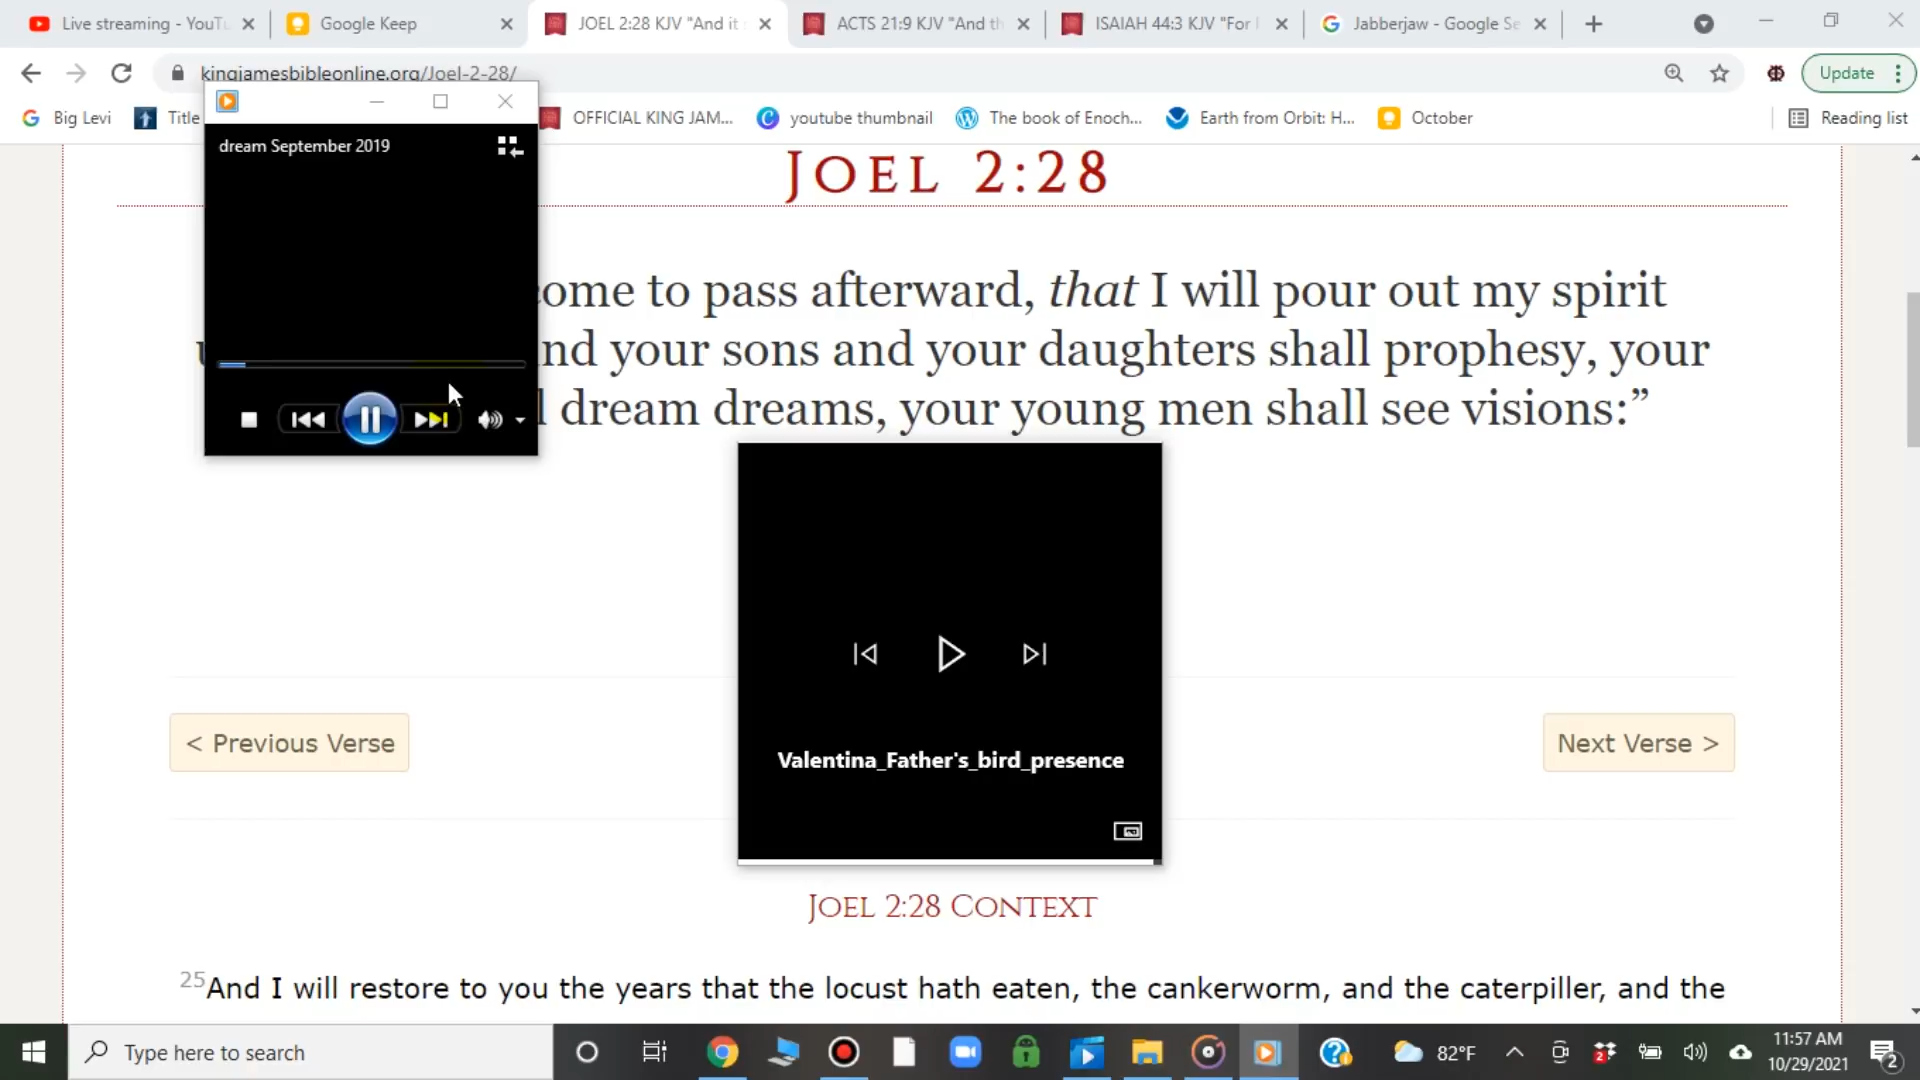 Live streaming - YouTu
Google Keep
JOEL 2:28 KJV "And it s
ACTS 21:9 KJV "And th
ISAIAH 44:3 KJV "For I
Jabberjaw - Google Se
kingjamesbibleonline.org/Joel-2-28/
Update
Big Levi
Title
OFFICIAL KING JAM...
youtube thumbnail
The book of Enoch...
Earth from Orbit: H...
October
Reading list
dream September 2019
JOEL 2:28
come to pass afterward, that I will pour out my spirit
nd your sons and your daughters shall prophesy, your
l dream dreams, your young men shall see visions:”
Valentina_Father's_bird_presence
< Previous Verse
Next Verse >
JOEL 2:28 CONTEXT
25And I will restore to you the years that the locust hath eaten, the cankerworm, and the caterpiller, and the
Type here to search
82°F
11:57 AM
10/29/2021
2